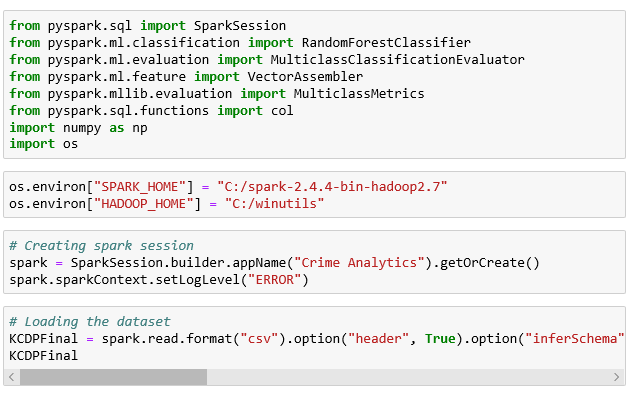 from pyspark.sql import SparkSession
from pyspark.ml.classification import RandomForestClassifier
from pyspark.ml.evaluation import MulticlassClassificationEvaluator
from pyspark.ml.feature import VectorAssembler
from pyspark.mllib.evaluation import MulticlassMetrics
from pyspark.sql.functions import col
import numpy as np
import os
os.environ["SPARK_HOME"] = "C:/spark-2.4.4-bin-hadoop2.7"
os.environ["HADOOP_HOME"] = "C:/winutils"
# Creating spark session
spark = SparkSession.builder.appName("Crime Analytics").getOrCreate()
spark.sparkContext.setLogLevel("ERROR")
# Loading the dataset
KCDPFinal = spark.read.format("csv").option("header", True).option("inferSchema"
KCDPFinal